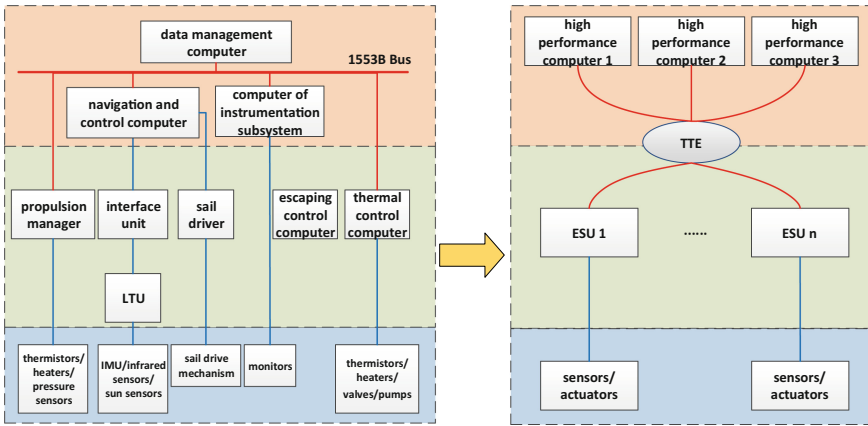 data management
computer
1553B Bus
navigation and
control computer
computer of
instrumentation
subsystem
propulsion
manager
interface
unit
sail
driver
escaping
control
computer
thermal
control
computer
LTU
thermistors/
heaters/
pressure
sensors
IMU/infrared
sensors/
sun sensors
sail drive
mechanism
monitors
thermistors/
heaters/
valves/pumps
high
performance
computer 1
high
performance
computer 2
high
performance
computer 3
TTE
ESU 1
......
ESU n
sensors/
actuators
sensors/
actuators